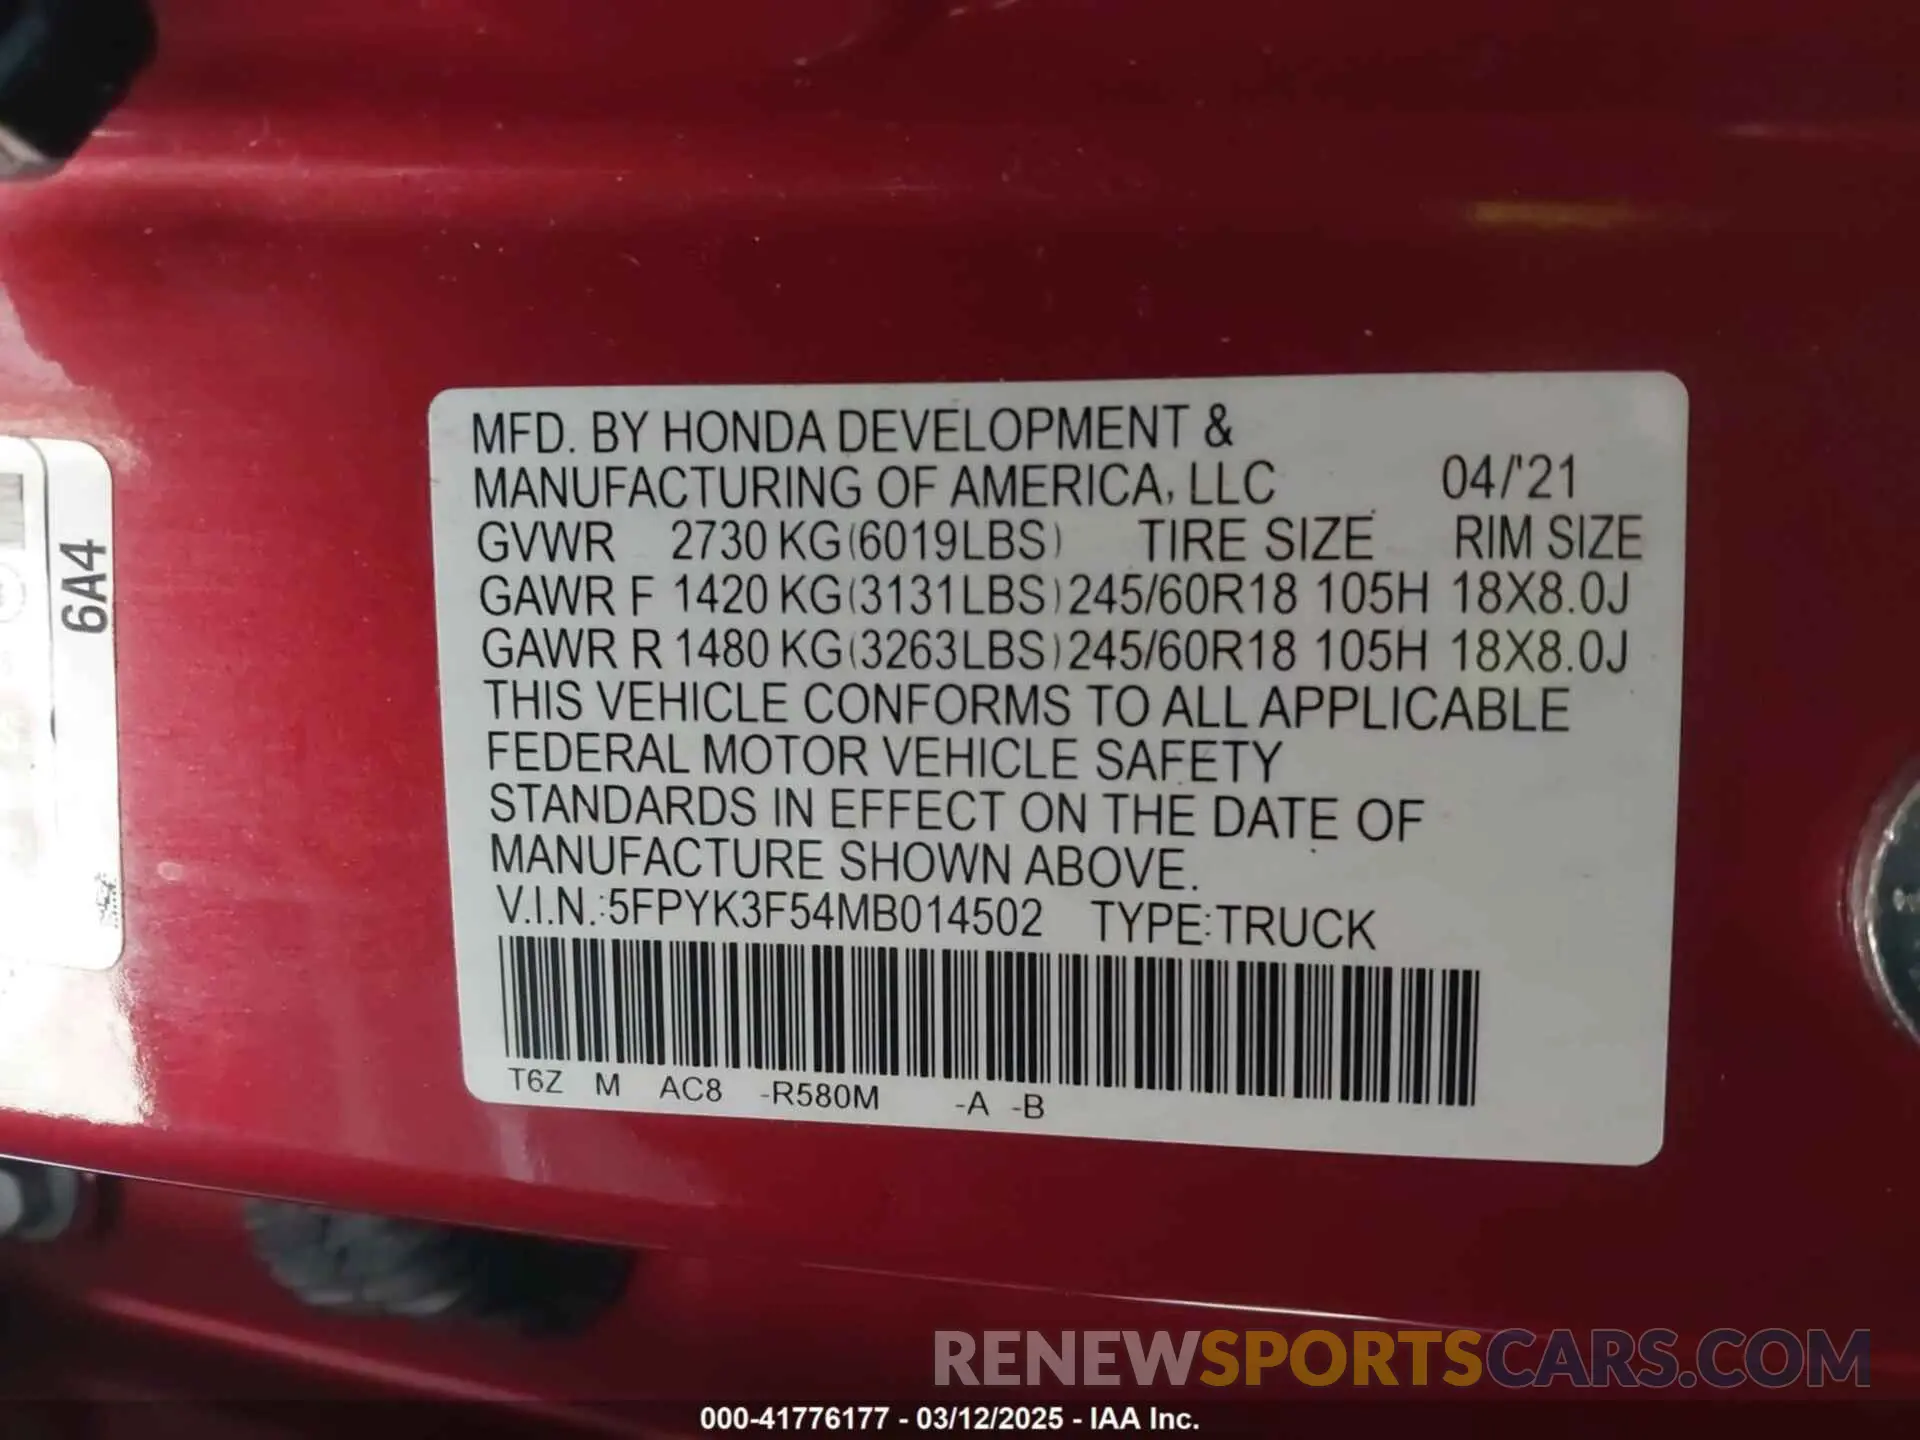 MFD. BY HONDA DEVELOPMENT &
MANUFACTURING OF AMERICA, LLC 04/'21
GVWR 2730 KG (6019LBS) TIRE SIZE RIM SIZE
GAWR F 1420 KG (3131LBS) 245/60R18 105H 18X8.0J
GAWR R 1480 KG (3263LBS) 245/60R18 105H 18X8.0J
THIS VEHICLE CONFORMS TO ALL APPLICABLE
FEDERAL MOTOR VEHICLE SAFETY
STANDARDS IN EFFECT ON THE DATE OF
MANUFACTURE SHOWN ABOVE.
V.I.N.:5FPYK3F54MB014502 TYPE:TRUCK
T6Z M AC8 -R580M -A -B
6A4
RENEWSPORTSCARS.COM
000-41776177 - 03/12/2025 - IAA Inc.